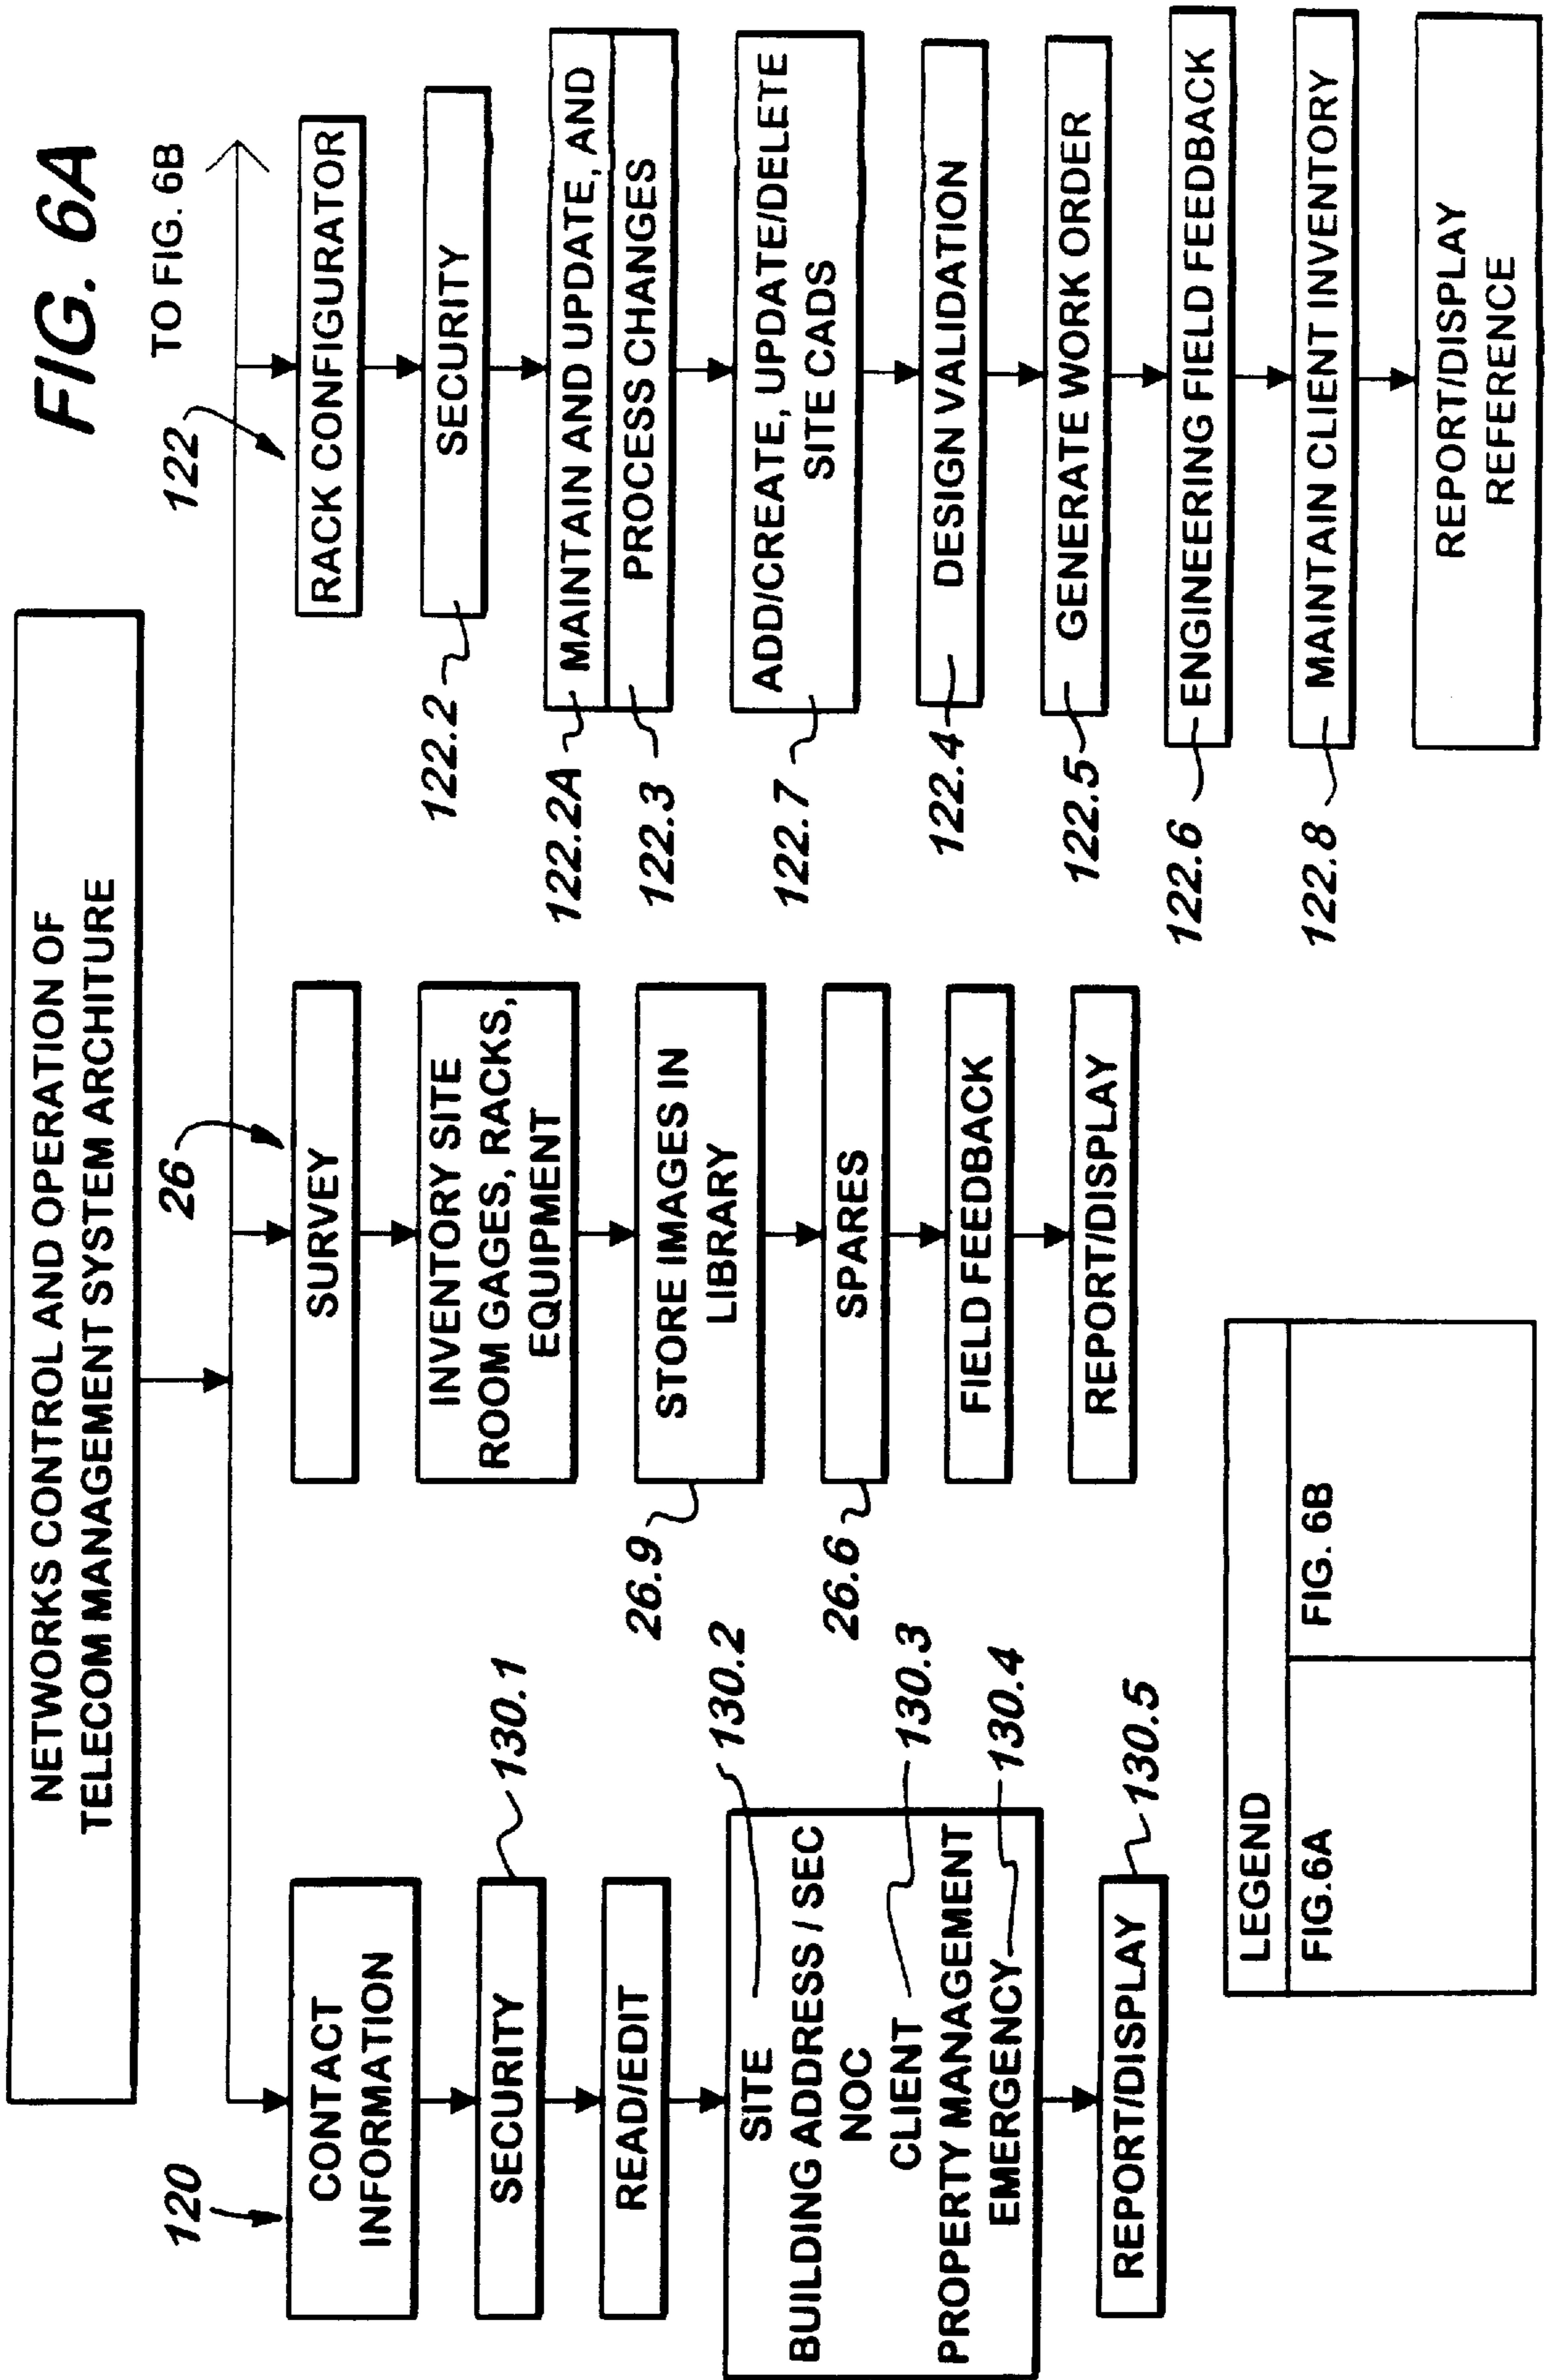 FIG. 6A
NETWORKS CONTROL AND OPERATION OF
TELECOM MANAGEMENT SYSTEM ARCHITURE
TO FIG. 6B
120
CONTACT
INFORMATION
SECURITY
130.1
READ/EDIT
SITE
130.2
BUILDING ADDRESS / SEC
NOC
CLIENT
130.3
PROPERTY MANAGEMENT
EMERGENCY
130.4
REPORT/DISPLAY
130.5
26
SURVEY
INVENTORY SITE
ROOM GAGES, RACKS,
EQUIPMENT
26.9
STORE IMAGES IN
LIBRARY
26.6
SPARES
FIELD FEEDBACK
REPORT/DISPLAY
122
RACK CONFIGURATOR
122.2
SECURITY
122.2A
MAINTAIN AND UPDATE, AND
122.3
PROCESS CHANGES
122.7
ADD/CREATE, UPDATE/DELETE
SITE CADS
122.4
DESIGN VALIDATION
122.5
GENERATE WORK ORDER
122.6
ENGINEERING FIELD FEEDBACK
122.8
MAINTAIN CLIENT INVENTORY
REPORT/DISPLAY
REFERENCE
LEGEND
FIG.6A
FIG. 6B